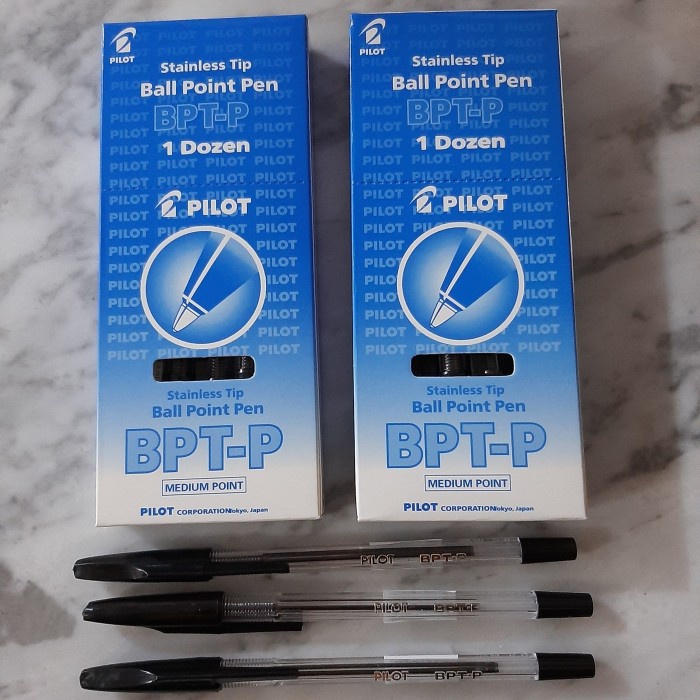 PILOT
Stainless Tip
Ball Point Pen
BPT-P
1 Dozen
PILOT
Stainless Tip
Ball Point Pen
BPT-P
MEDIUM POINT
PILOT CORPORATION Tokyo, Japan
PILOT
Stainless Tip
Ball Point Pen
BPT-P
1 Dozen
PILOT
Stainless Tip
Ball Point Pen
BPT-P
MEDIUM POINT
PILOT CORPORATION Tokyo, Japan
PILOT BPT-P
PILOT BPT-P
PILOT BPT-P